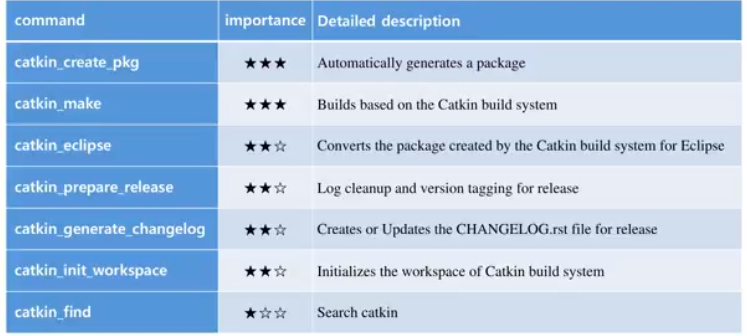 command importance Detailed description
catkin_create_pkg ★★★ Automatically generates a package
catkin_make ★★★ Builds based on the Catkin build system
catkin_eclipse ★★☆ Converts the package created by the Catkin build system for Eclipse
catkin_prepare_release ★★☆ Log cleanup and version tagging for release
catkin_generate_changelog ★★☆ Creates or Updates the CHANGELOG.rst file for release
catkin_init_workspace ★★☆ Initializes the workspace of Catkin build system
catkin_find ★☆☆ Search catkin